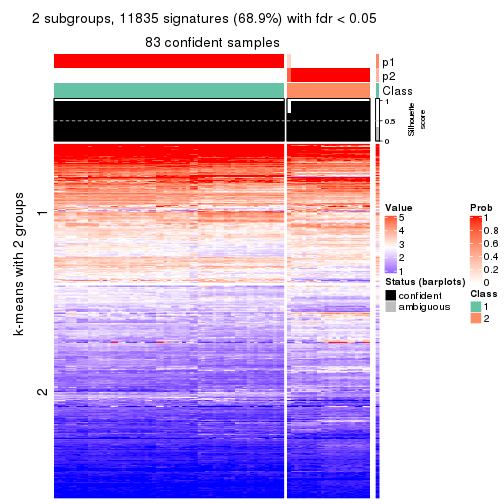 2 subgroups, 11835 signatures (68.9%) with fdr < 0.05
83 confident samples
p1
p2
Class
1
0.5
0
Silhouette
score
k-means with 2 groups
1
2
Value
5
4
3
2
1
Prob
1
0.8
0.6
0.4
0.2
0
Status (barplots)
confident
ambiguous
Class
1
2